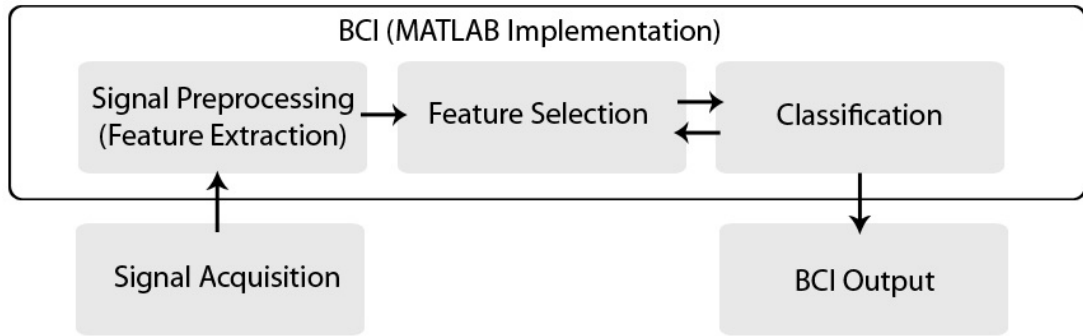 BCI (MATLAB Implementation)
Signal Preprocessing
(Feature Extraction)
Feature Selection
Classification
Signal Acquisition
BCI Output